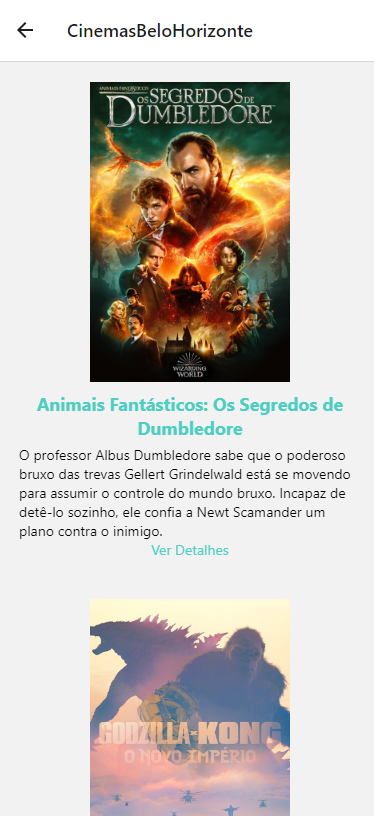 CinemasBeloHorizonte
ANIMAIS FANTÁSTICOS
OS SEGREDOS DE
DUMBLEDORE
WIZARDING
WORLD
Animais Fantásticos: Os Segredos de
Dumbledore
O professor Albus Dumbledore sabe que o poderoso
bruxo das trevas Gellert Grindelwald está se movendo
para assumir o controle do mundo bruxo. Incapaz de
detê-lo sozinho, ele confia a Newt Scamander um
plano contra o inimigo.
Ver Detalhes
GODZILLA KONG
O NOVO IMPÉRIO